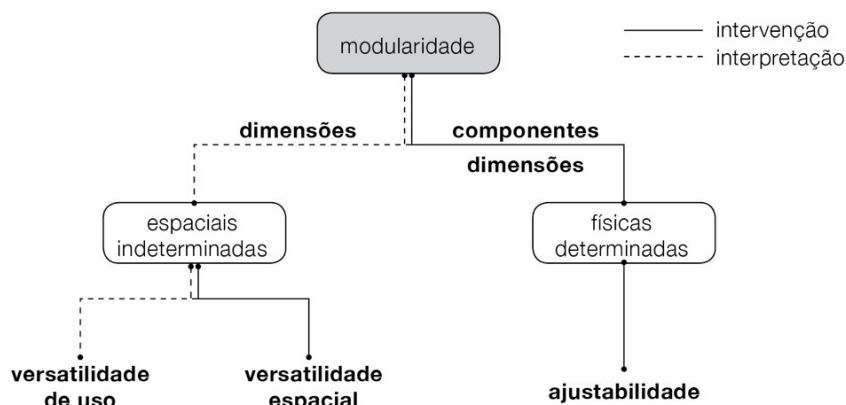 modularidade
intervenção
interpretação
dimensões
componentes
dimensões
espaciais
indeterminadas
físicas
determinadas
versatilidade
de uso
versatilidade
espacial
ajustabilidade